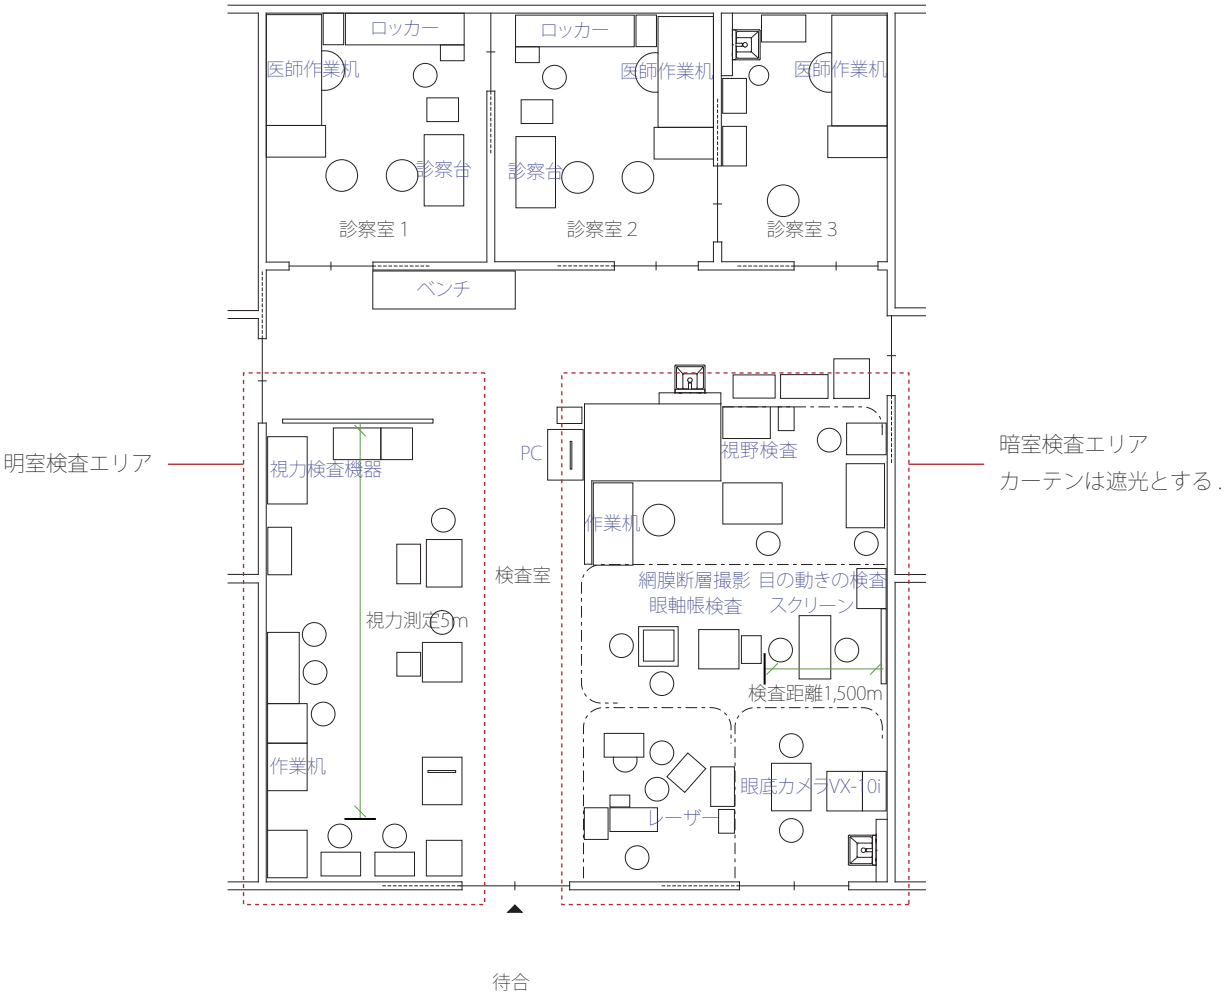 ロッカー
ロッカー
医師作業机
医師作業机
医師作業机
診察台
診察台
診察室 1
診察室 2
診察室 3
ベンチ
明室検査エリア
視力検査機器
PC
視野検査
暗室検査エリア
カーテンは遮光とする .
作業机
検査室
網膜断層撮影
眼軸帳検査
目の動きの検査
スクリーン
視力測定5m
検査距離1,500m
作業机
レーザー
眼底カメラVX-10i
待合